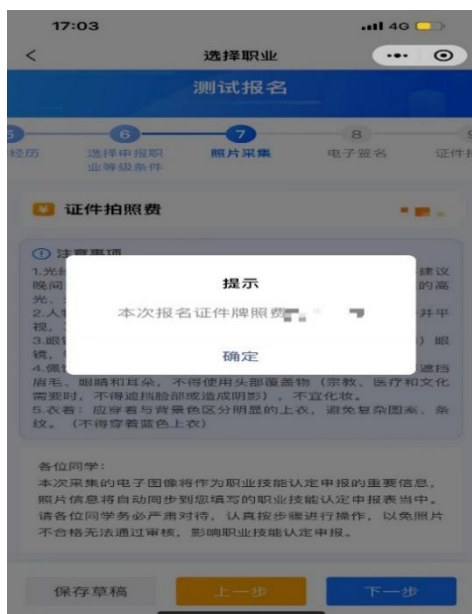 17:03
4G
选择职业
测试报名
6
7
8
经历
选择申报职
业等级条件
照片采集
电子签名
证件拍照费
注意事项
提示
本次报名证件牌照费
确定
眉毛、眼睛和耳朵，不得使用头部覆盖物（宗教、医疗和文化
需要时，不得遮挡脸部或造成阴影），不宜化妆。
5.衣着：应穿着与背景色区分明显的上衣，避免复杂图案、条
纹。（不得穿着蓝色上衣）
各位同学：
本次采集的电子图像将作为职业技能认定申报的重要信息，
照片信息将自动同步到您填写的职业技能认定申报表当中。
请各位同学务必严肃对待，认真按步骤进行操作，以免照片
不合格无法通过审核，影响职业技能认定申报。
保存草稿
上一步
下一步